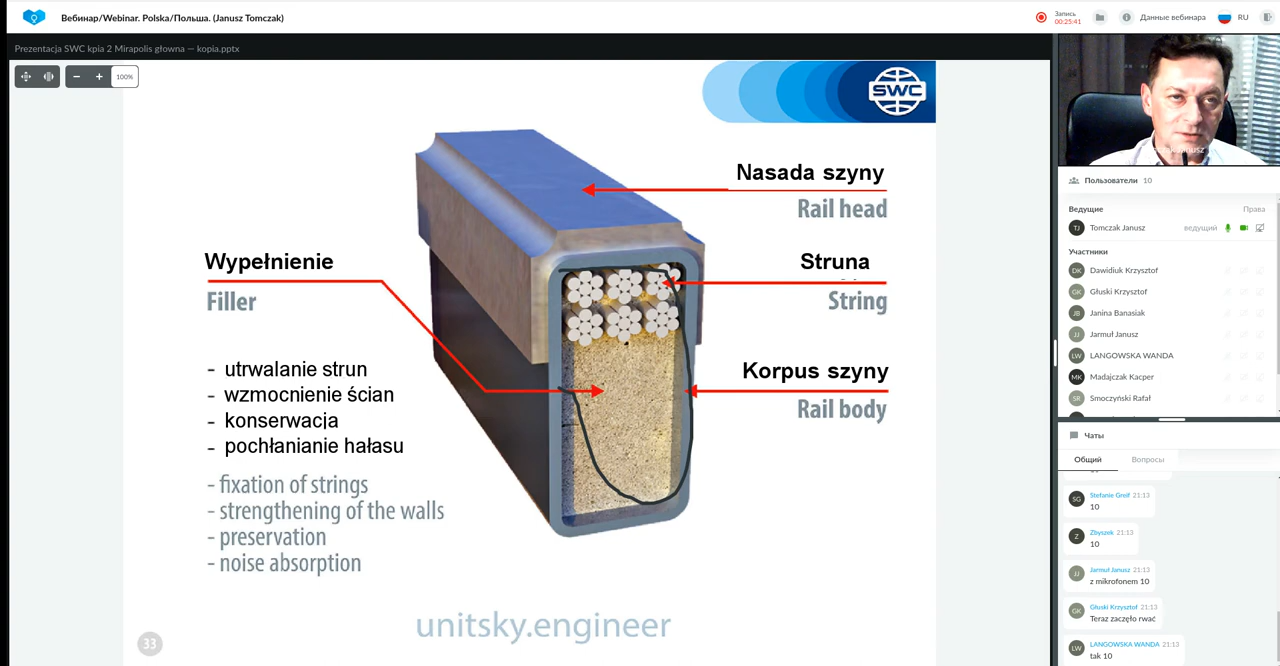 Вебинар/Webinar. Polska/Польша. (Janusz Tomczak)
Запись
00:25:41
Данные вебинара
RU
Prezentacja SWC kpia 2 Mirapolis głowna — kopia.pptx
100%
SWC
Nasada szyny
Rail head
Wypełnienie
Filler
Struna
String
Korpus szyny
Rail body
- utrwalanie strun
- wzmocnienie ścian
- konserwacja
- pochłanianie hałasu
- fixation of strings
- strengthening of the walls
- preservation
- noise absorption
unitsky.engineer
33
Пользователи 10
Ведущие
Права
TJ Tomczak Janusz ведущий
Участники
DK Dawidiuk Krzysztof
GK Głuski Krzysztof
JB Janina Banasiak
JJ Jarmuł Janusz
LW LANGOWSKA WANDA
MK Madajczak Kacper
SR Smoczyński Rafał
Чаты
Общий
Вопросы
SG Stefanie Greif 21:13
10
Z Zbyszek 21:13
10
JJ Jarmuł Janusz 21:13
z mikrofonem 10
GK Głuski Krzysztof 21:13
Teraz zaczęło rwać
LW LANGOWSKA WANDA 21:13
tak 10